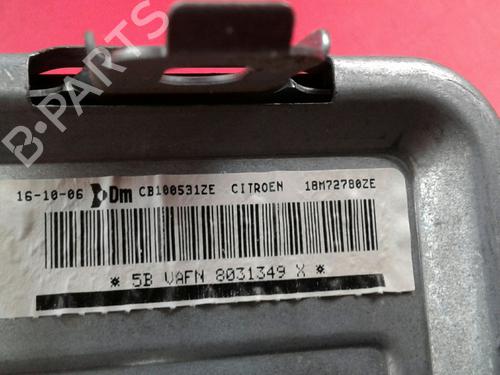 B-PARTS
16-10-06 Dm CB100531ZE CITROEN 18M72780ZE
* 5B VAFN 8031349 X *